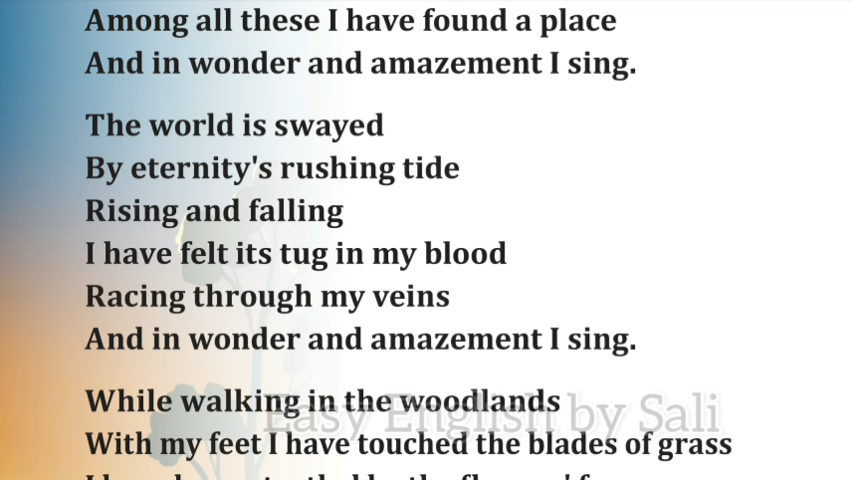 Among all these I have found a place
And in wonder and amazement I sing.
The world is swayed
By eternity's rushing tide
Rising and falling
I have felt its tug in my blood
Racing through my veins
And in wonder and amazement I sing.
While walking in the woodlands
Easy English by Sali
With my feet I have touched the blades of grass
I have been